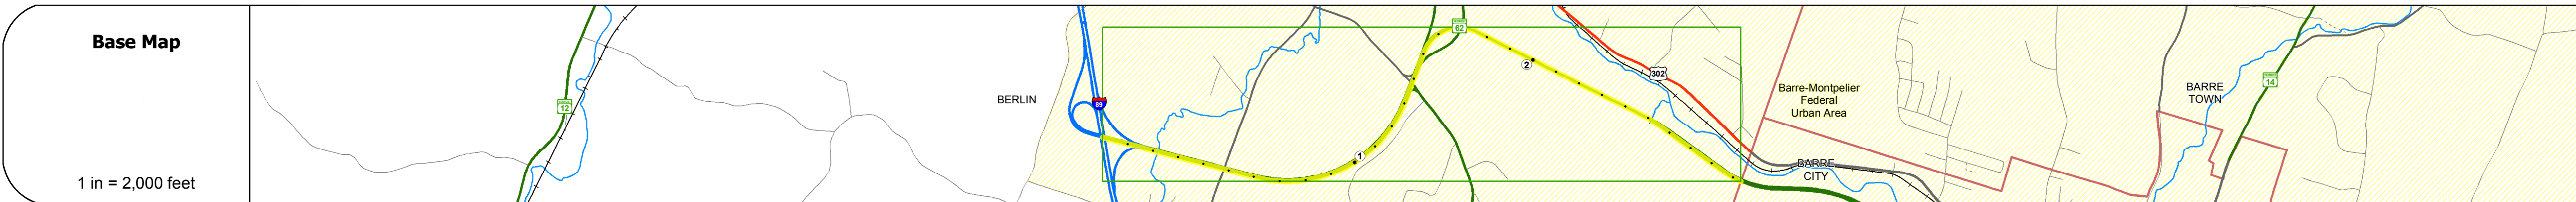 Base Map
1 in = 2,000 feet
12
BERLIN
89
1
62
2
302
Barre-Montpelier
Federal
Urban Area
BARRE
CITY
BARRE
TOWN
14